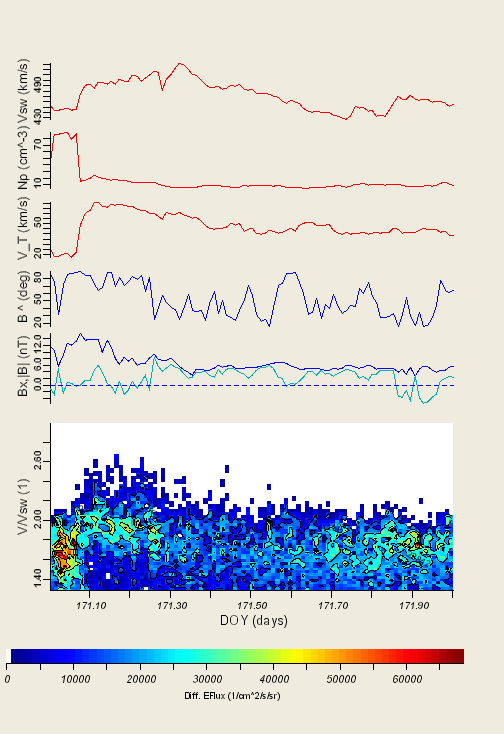 Vsw (km/s)
490
430
Np (cm^-3)
70
10
V_T (km/s)
50
20
B ^ (deg)
80
50
20
Bx,|B| (nT)
12.0
6.0
0.0
V/Vsw (1)
2.60
2.00
1.40
171.10 171.30 171.50 171.70 171.90
DOY (days)
0 10000 20000 30000 40000 50000 60000
Diff. EFlux (1/cm^2/s/sr)